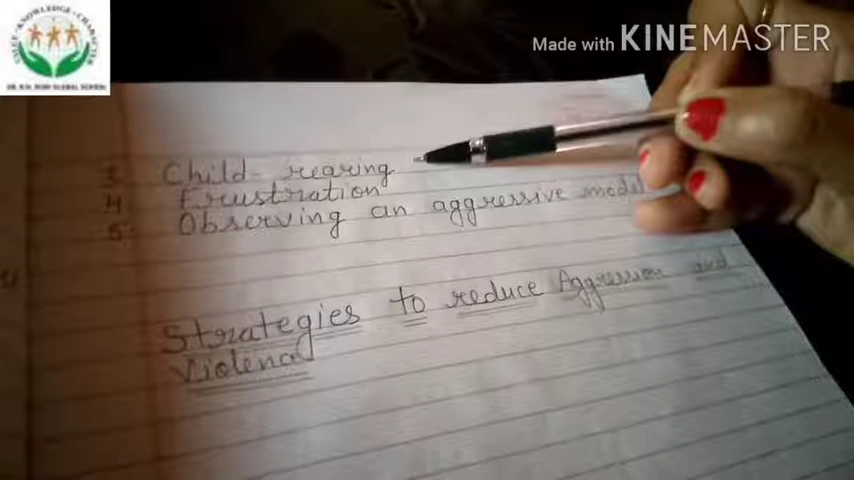 Made with KINEMASTER
3 Child-rearing
4 Frustration
5. Observing an aggressive model
Strategies to reduce Aggression and
Violence